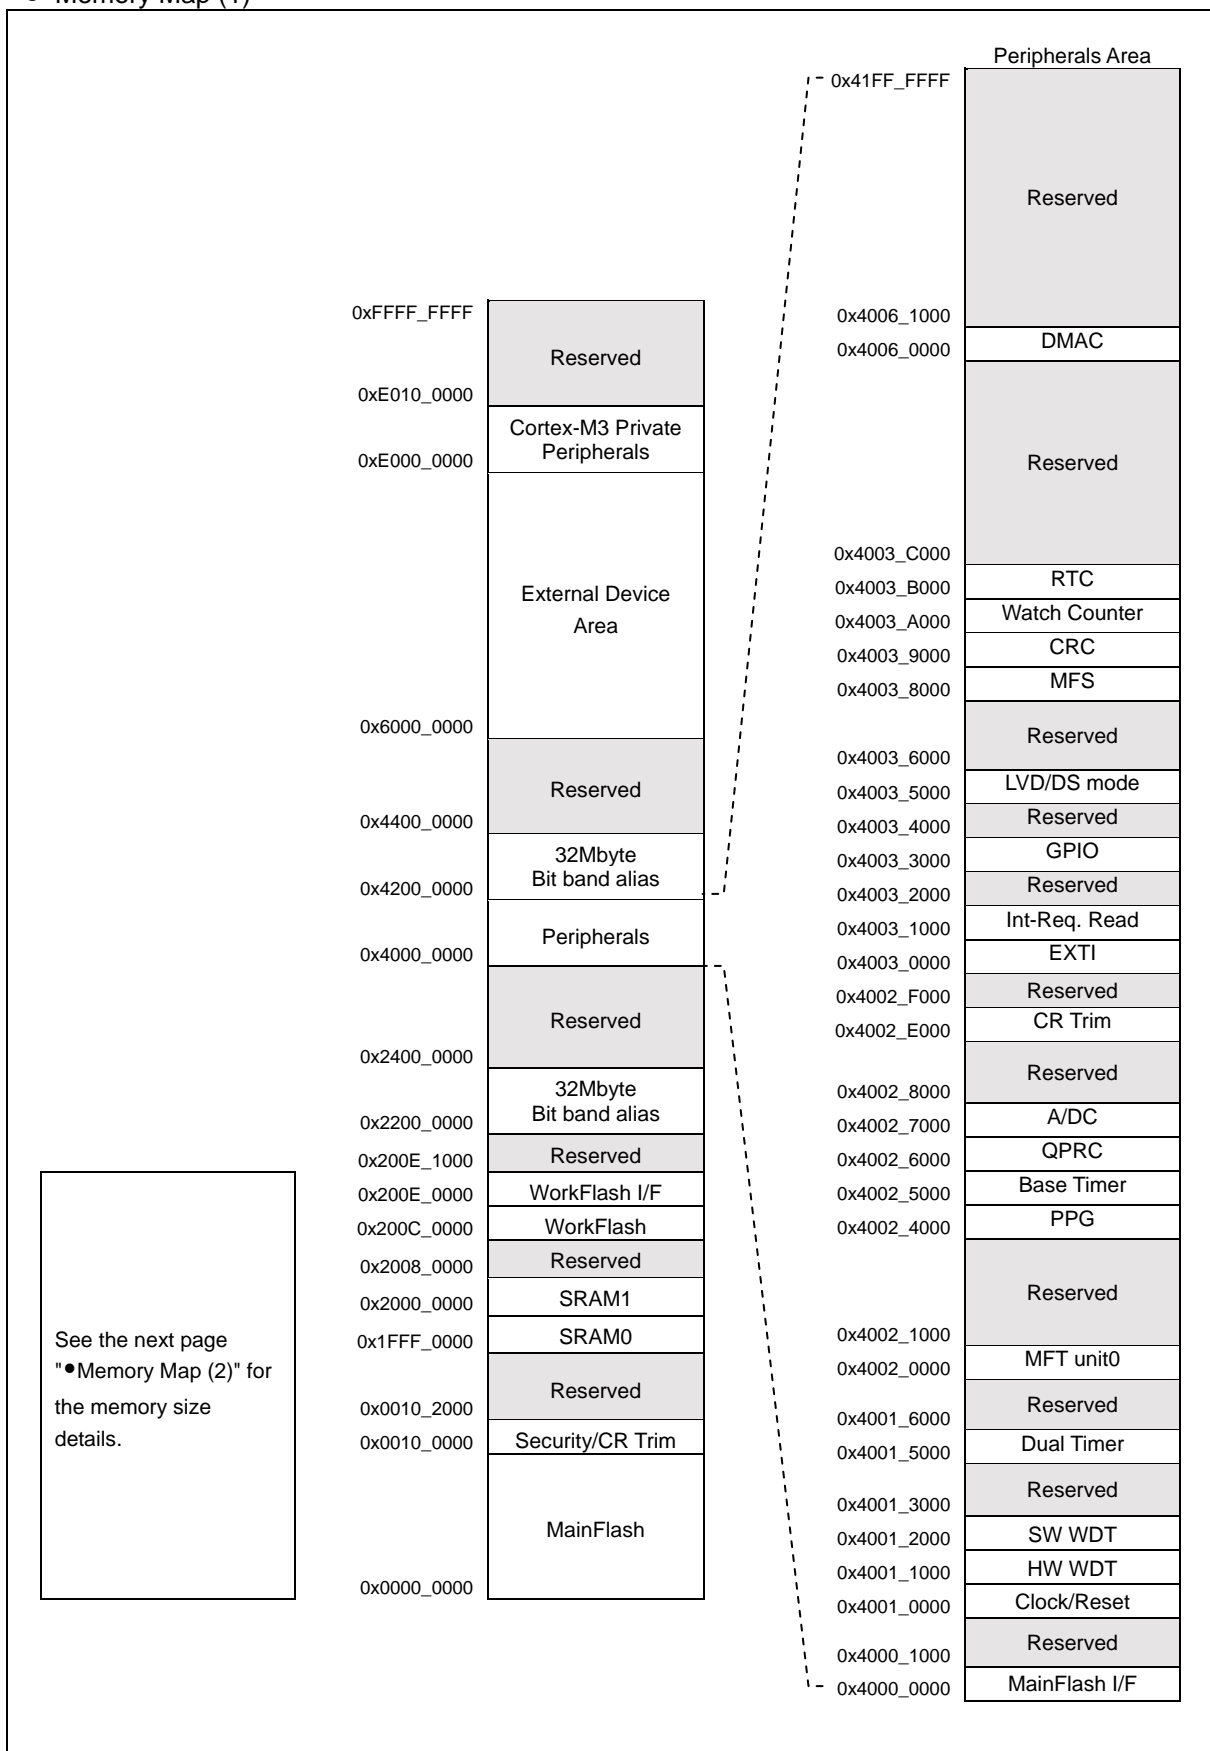 ● Memory Map (1)
Peripherals Area
0x41FF_FFFF
Reserved
0x4006_1000
DMAC
0x4006_0000
Reserved
0x4003_C000
RTC
0x4003_B000
Watch Counter
0x4003_A000
CRC
0x4003_9000
MFS
0x4003_8000
Reserved
0x4003_6000
LVD/DS mode
0x4003_5000
Reserved
0x4003_4000
GPIO
0x4003_3000
Reserved
0x4003_2000
Int-Req. Read
0x4003_1000
EXTI
0x4003_0000
Reserved
0x4002_F000
CR Trim
0x4002_E000
Reserved
0x4002_8000
A/DC
0x4002_7000
QPRC
0x4002_6000
Base Timer
0x4002_5000
PPG
0x4002_4000
Reserved
0x4002_1000
MFT unit0
0x4002_0000
Reserved
0x4001_6000
Dual Timer
0x4001_5000
Reserved
0x4001_3000
SW WDT
0x4001_2000
HW WDT
0x4001_1000
Clock/Reset
0x4001_0000
Reserved
0x4000_1000
MainFlash I/F
0x4000_0000
0xFFFF_FFFF
Reserved
0xE010_0000
Cortex-M3 Private
Peripherals
0xE000_0000
External Device
Area
0x6000_0000
Reserved
0x4400_0000
32Mbyte
Bit band alias
0x4200_0000
Peripherals
0x4000_0000
Reserved
0x2400_0000
32Mbyte
Bit band alias
0x2200_0000
Reserved
0x200E_1000
WorkFlash I/F
0x200E_0000
WorkFlash
0x200C_0000
Reserved
0x2008_0000
SRAM1
0x2000_0000
SRAM0
0x1FFF_0000
Reserved
0x0010_2000
Security/CR Trim
0x0010_0000
MainFlash
0x0000_0000
See the next page
"●Memory Map (2)" for
the memory size
details.